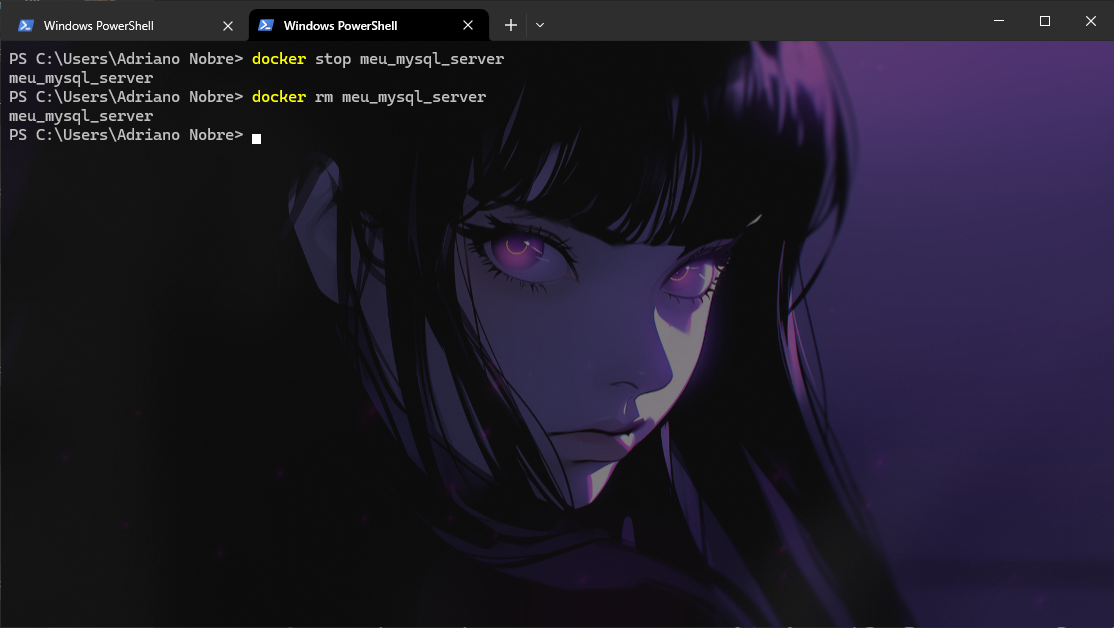 Windows PowerShell
Windows PowerShell
PS C:\Users\Adriano Nobre> docker stop meu_mysql_server
meu_mysql_server
PS C:\Users\Adriano Nobre> docker rm meu_mysql_server
meu_mysql_server
PS C:\Users\Adriano Nobre>